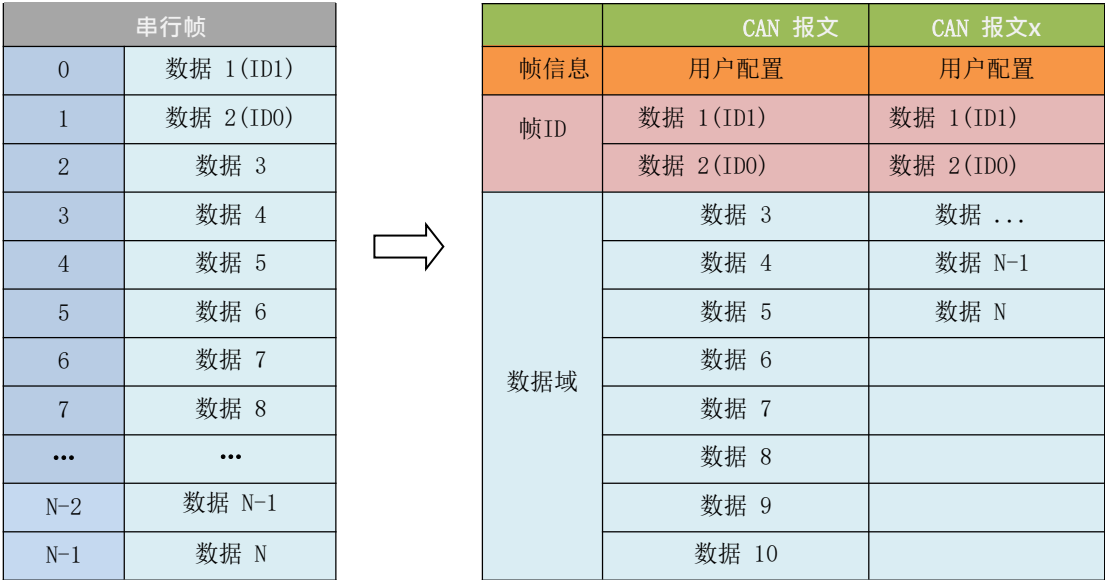 串行帧
0 数据 1(ID1)
1 数据 2(ID0)
2 数据 3
3 数据 4
4 数据 5
5 数据 6
6 数据 7
7 数据 8
… …
N-2 数据 N-1
N-1 数据 N
CAN 报文 CAN 报文x
帧信息 用户配置 用户配置
帧ID 数据 1(ID1) 数据 1(ID1)
数据 2(ID0) 数据 2(ID0)
数据域 数据 3 数据 ...
数据 4 数据 N-1
数据 5 数据 N
数据 6
数据 7
数据 8
数据 9
数据 10